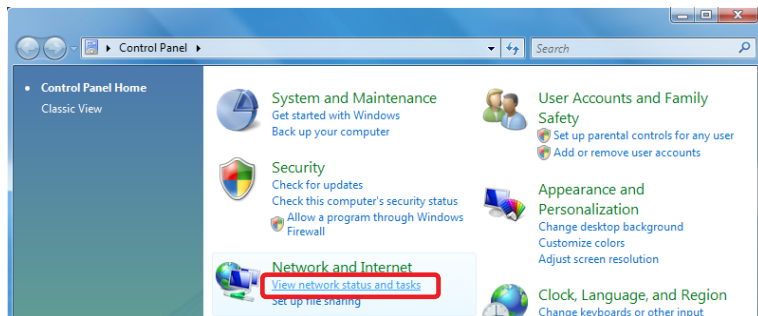 Control Panel
Search
Control Panel Home
Classic View
System and Maintenance
Get started with Windows
Back up your computer
Security
Check for updates
Check this computer's security status
Allow a program through Windows
Firewall
Network and Internet
View network status and tasks
Set up file sharing
User Accounts and Family
Safety
Set up parental controls for any user
Add or remove user accounts
Appearance and
Personalization
Change desktop background
Customize colors
Adjust screen resolution
Clock, Language, and Region
Change keyboards or other input